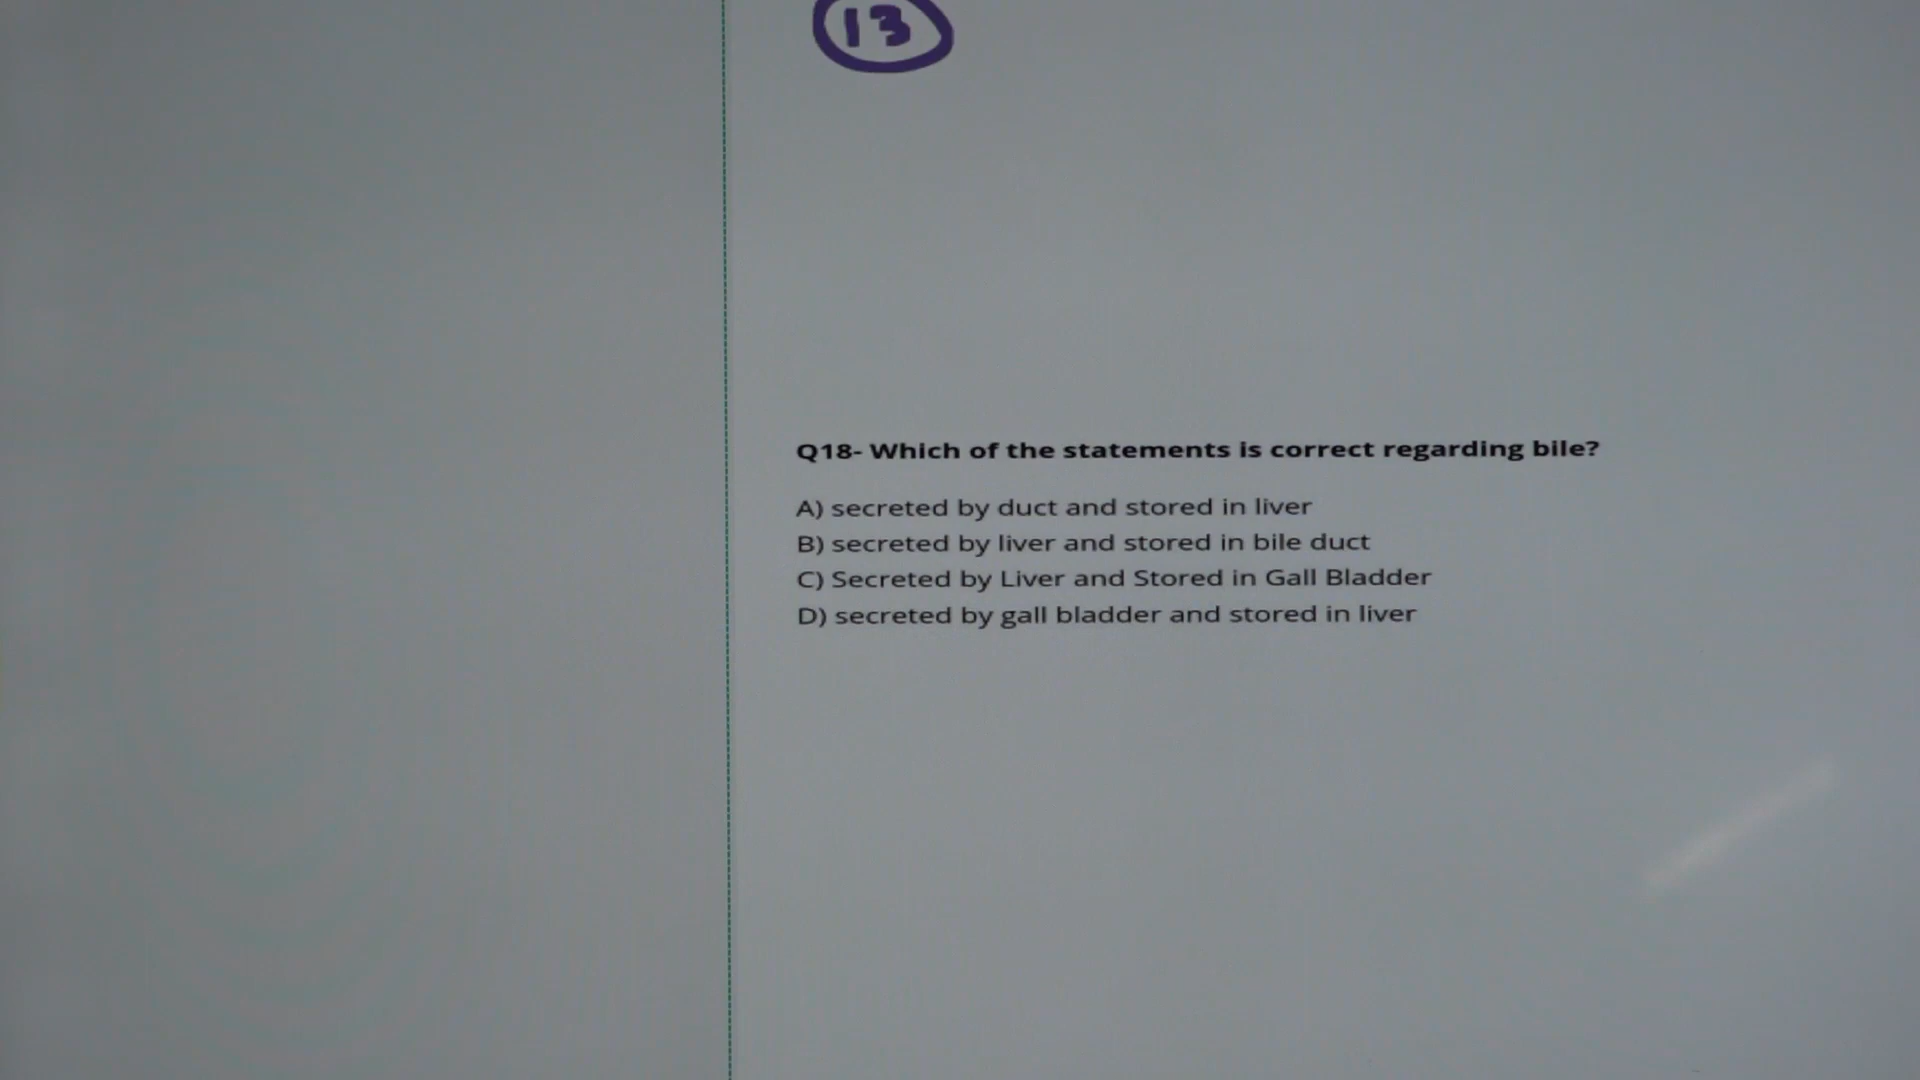 13
Q18- Which of the statements is correct regarding bile?
A) secreted by duct and stored in liver
B) secreted by liver and stored in bile duct
C) Secreted by Liver and Stored in Gall Bladder
D) secreted by gall bladder and stored in liver